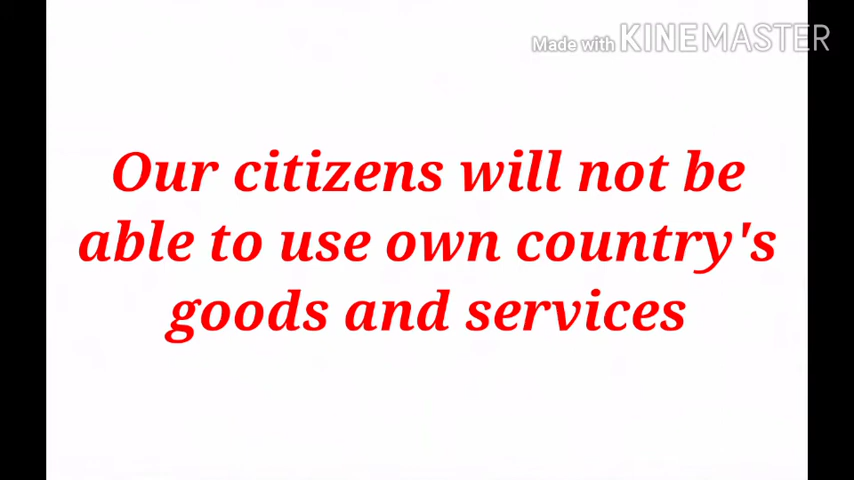 Made with KINEMASTER
Our citizens will not be
able to use own country's
goods and services